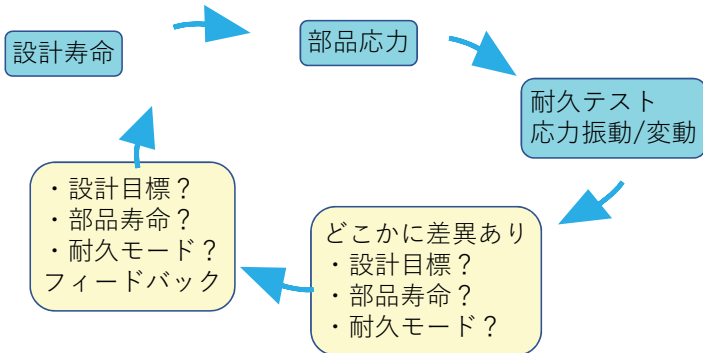 設計寿命
部品応力
耐久テスト
応力振動/変動
どこかに差異あり
・設計目標？
・部品寿命？
・耐久モード？
・設計目標？
・部品寿命？
・耐久モード？
フィードバック